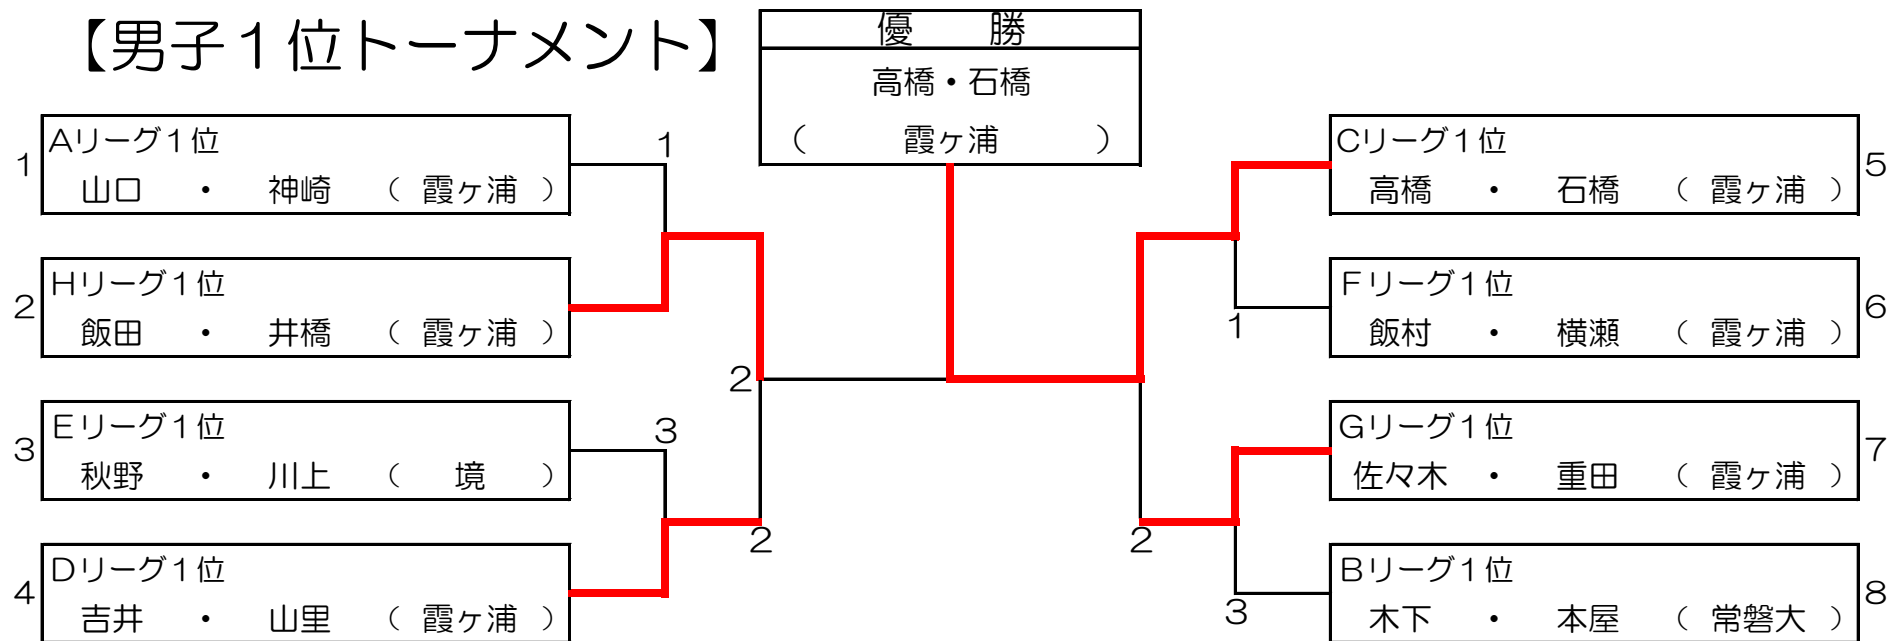 【男子１位トーナメント】
優　勝
高橋・石橋
（　霞ヶ浦　）
1
Aリーグ１位
山口　・　神崎　（ 霞ヶ浦 ）
1
2
Hリーグ１位
飯田　・　井橋　（ 霞ヶ浦 ）
2
3
Eリーグ１位
秋野　・　川上　（ 境 ）
3
2
4
Dリーグ１位
吉井　・　山里　（ 霞ヶ浦 ）
Cリーグ１位
高橋　・　石橋　（ 霞ヶ浦 ）
5
1
Fリーグ１位
飯村　・　横瀬　（ 霞ヶ浦 ）
6
Gリーグ１位
佐々木　・　重田　（ 霞ヶ浦 ）
7
2
3
Bリーグ１位
木下　・　本屋　（ 常磐大 ）
8